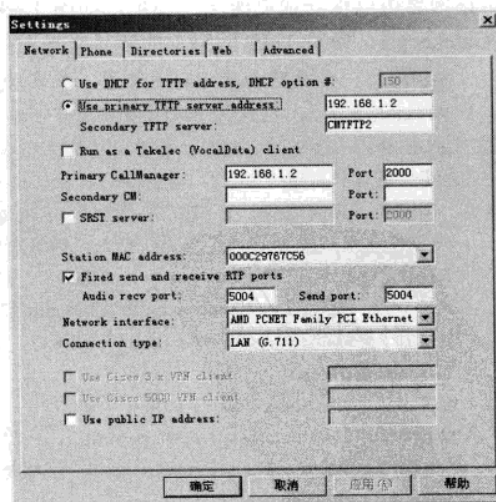 Settings
Network Phone Directories Web Advanced
Use DHCP for TFTP address, DHCP option #: 150
Use primary TFTP server address: 192.168.1.2
Secondary TFTP server: CMTFTP2
Run as a Tekelec (VocalData) client
Primary CallManager: 192.168.1.2 Port 2000
Secondary CM: Port:
SRST server: Port: 2000
Station MAC address: 000C29767C56
Fixed send and receive RTP ports
Audio recv port: 5004 Send port: 5004
Network interface: AMD PCNET Family PCI Ethernet
Connection type: LAN (G.711)
Use Cisco 3.x VPN client
Use Cisco 5000 VPN client
Use public IP address:
确定 取消 应用(A) 帮助